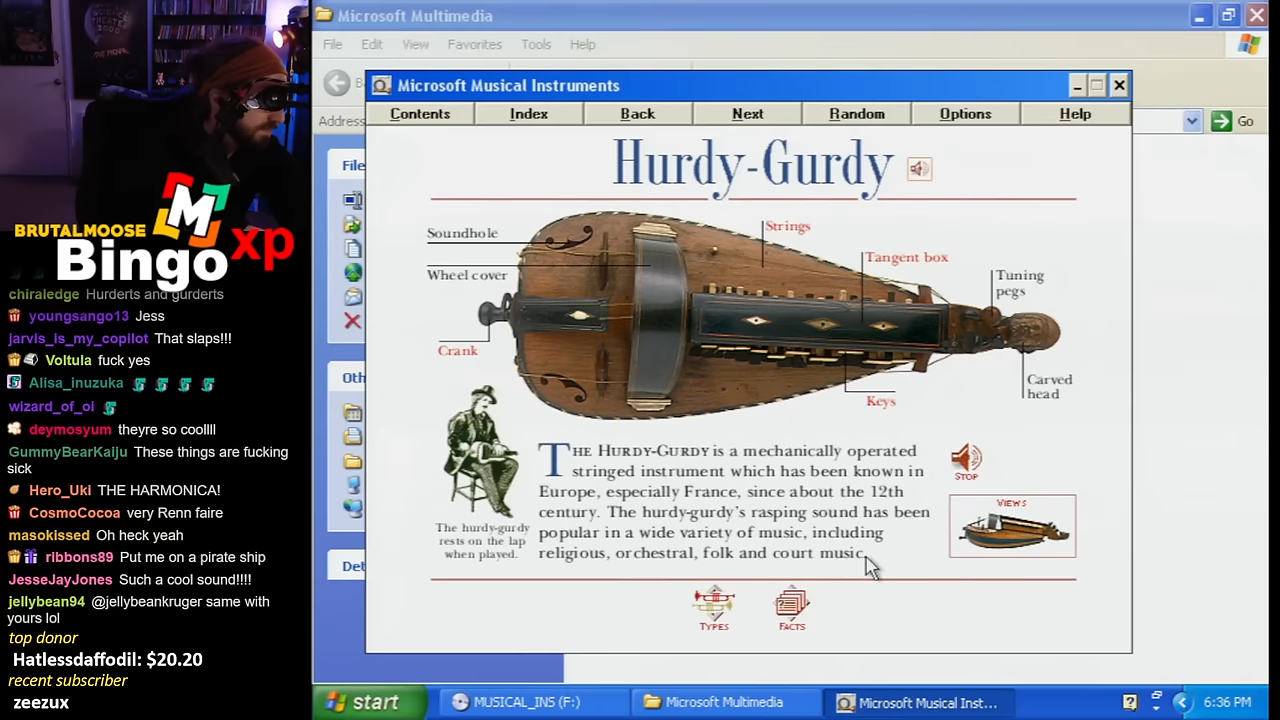 Microsoft Multimedia
File Edit View Favorites Tools Help
Address
Go
Microsoft Musical Instruments
Contents Index Back Next Random Options Help
Hurdy-Gurdy
Soundhole
Wheel cover
Crank
Strings
Tangent box
Tuning
pegs
Keys
Carved
head
The hurdy-gurdy
rests on the lap
when played.
THE HURDY-GURDY is a mechanically operated
stringed instrument which has been known in
Europe, especially France, since about the 12th
century. The hurdy-gurdy's rasping sound has been
popular in a wide variety of music, including
religious, orchestral, folk and court music.
STOP
VIEWS
TYPES
FACTS
File
Oth
Det
BRUTALMOOSE
M
Bingo xp
chiraledge Hurderts and gurderts
youngsango13 Jess
jarvis_is_my_copilot That slaps!!!
Voltula fuck yes
Alisa_inuzuka
wizard_of_oi
deymosyum theyre so coollll
GummyBearKaiju These things are fucking
sick
Hero_Uki THE HARMONICA!
CosmoCocoa very Renn faire
masokissed Oh heck yeah
ribbons89 Put me on a pirate ship
JesseJayJones Such a cool sound!!!!
jellybean94 @jellybeankruger same with
yours lol
top donor
Hatlessdaffodil: $20.20
recent subscriber
zeezux
start
MUSICAL_INS (F:)
Microsoft Multimedia
Microsoft Musical Inst...
6:36 PM